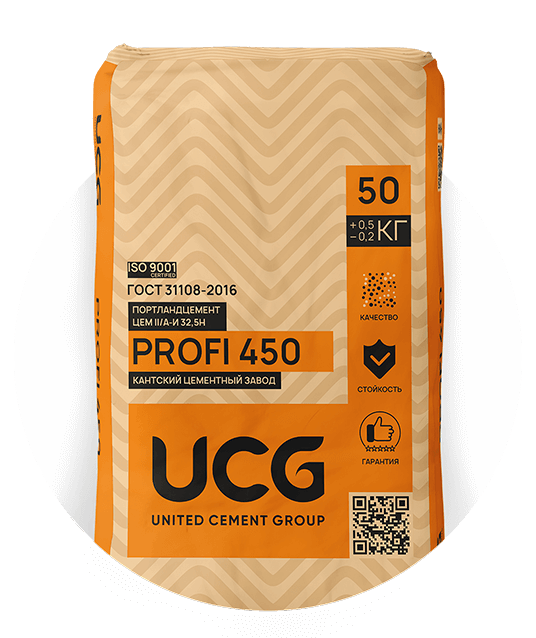 UCG
50
+0,5
−0,2 КГ
ISO 9001
CERTIFIED
ГОСТ 31108-2016
ПОРТЛАНДЦЕМЕНТ
ЦЕМ II/А-И 32,5Н
PROFI 450
КАНТСКИЙ ЦЕМЕНТНЫЙ ЗАВОД
КАЧЕСТВО
СТОЙКОСТЬ
ГАРАНТИЯ
UCG
UNITED CEMENT GROUP